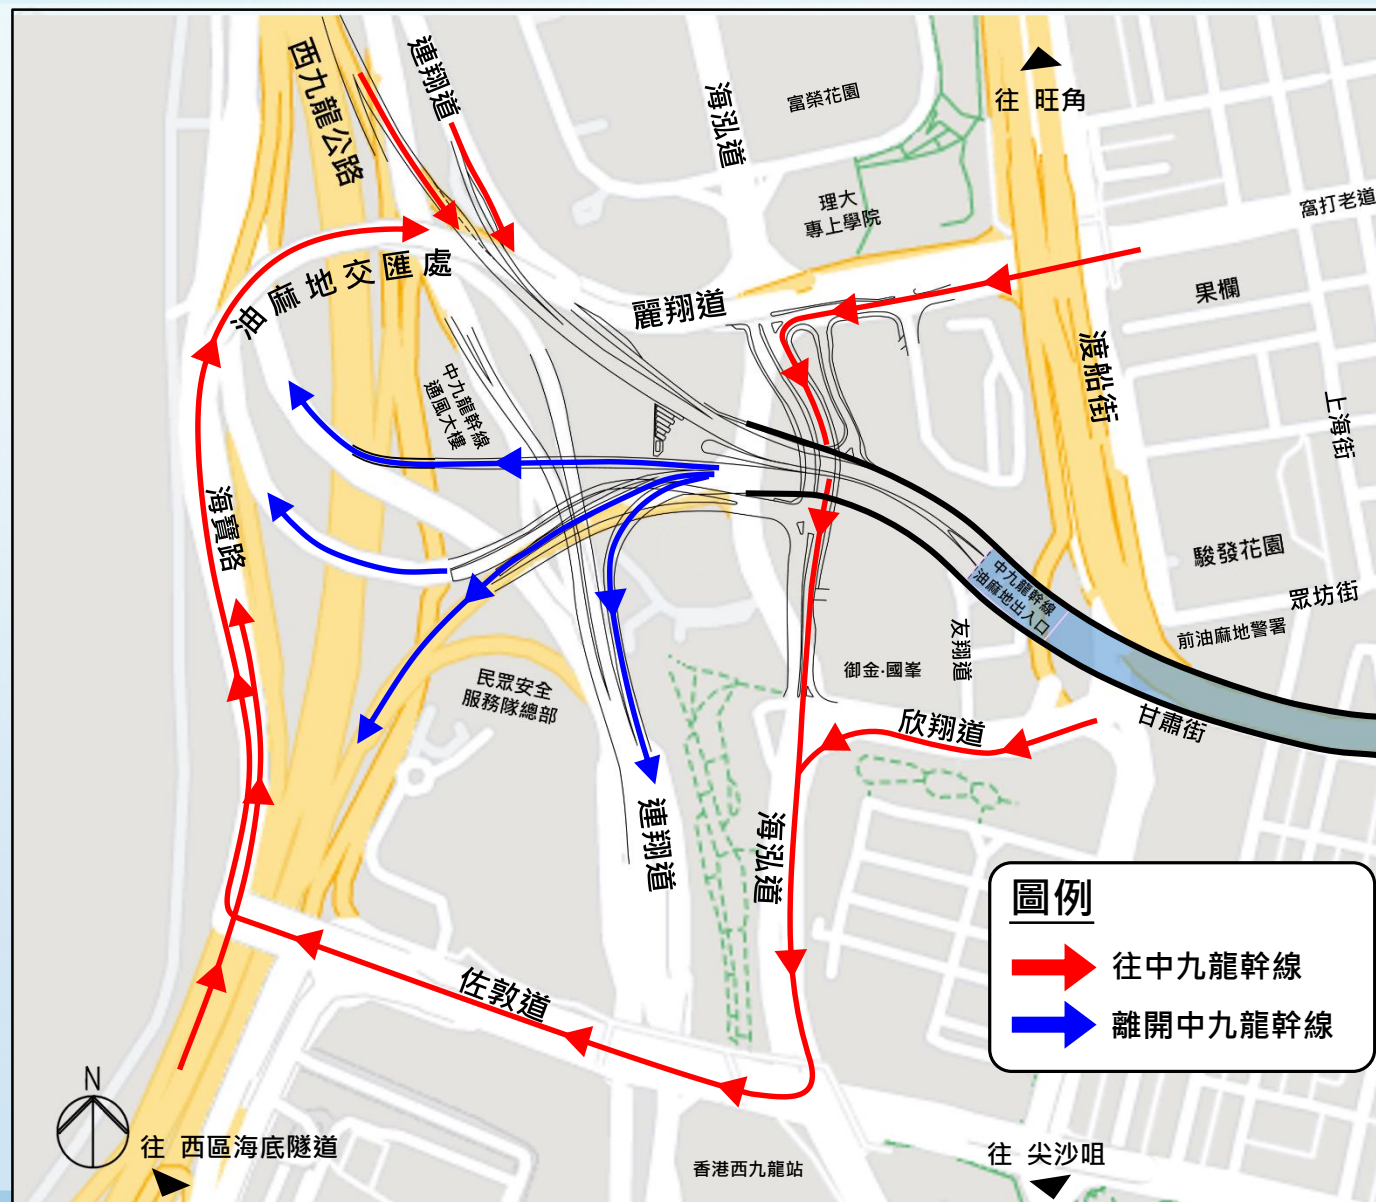 西九龍公路
連翔道
海泓道
富榮花園
往 旺角
理大
專上學院
窩打老道
油麻地交匯處
麗翔道
果欄
渡船街
上海街
中九龍幹線
通風大樓
海寶路
中九龍幹線
油麻地出入口
駿發花園
眾坊街
前油麻地警署
友翔道
御金·國峯
民眾安全
服務隊總部
欣翔道
甘肅街
連翔道
海泓道
佐敦道
圖例
往中九龍幹線
離開中九龍幹線
N
往 西區海底隧道
香港西九龍站
往 尖沙咀